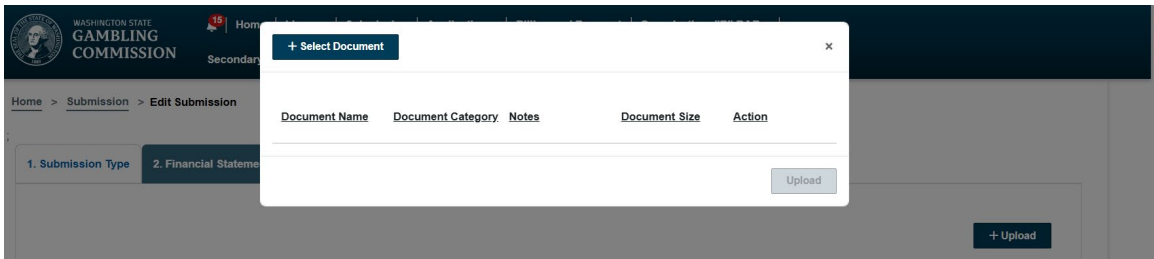 WASHINGTON STATE
GAMBLING
COMMISSION
15
Hom
Secondary
+ Select Document
×
Home > Submission > Edit Submission
Document Name Document Category Notes Document Size Action
1. Submission Type 2. Financial Stateme
Upload
+ Upload